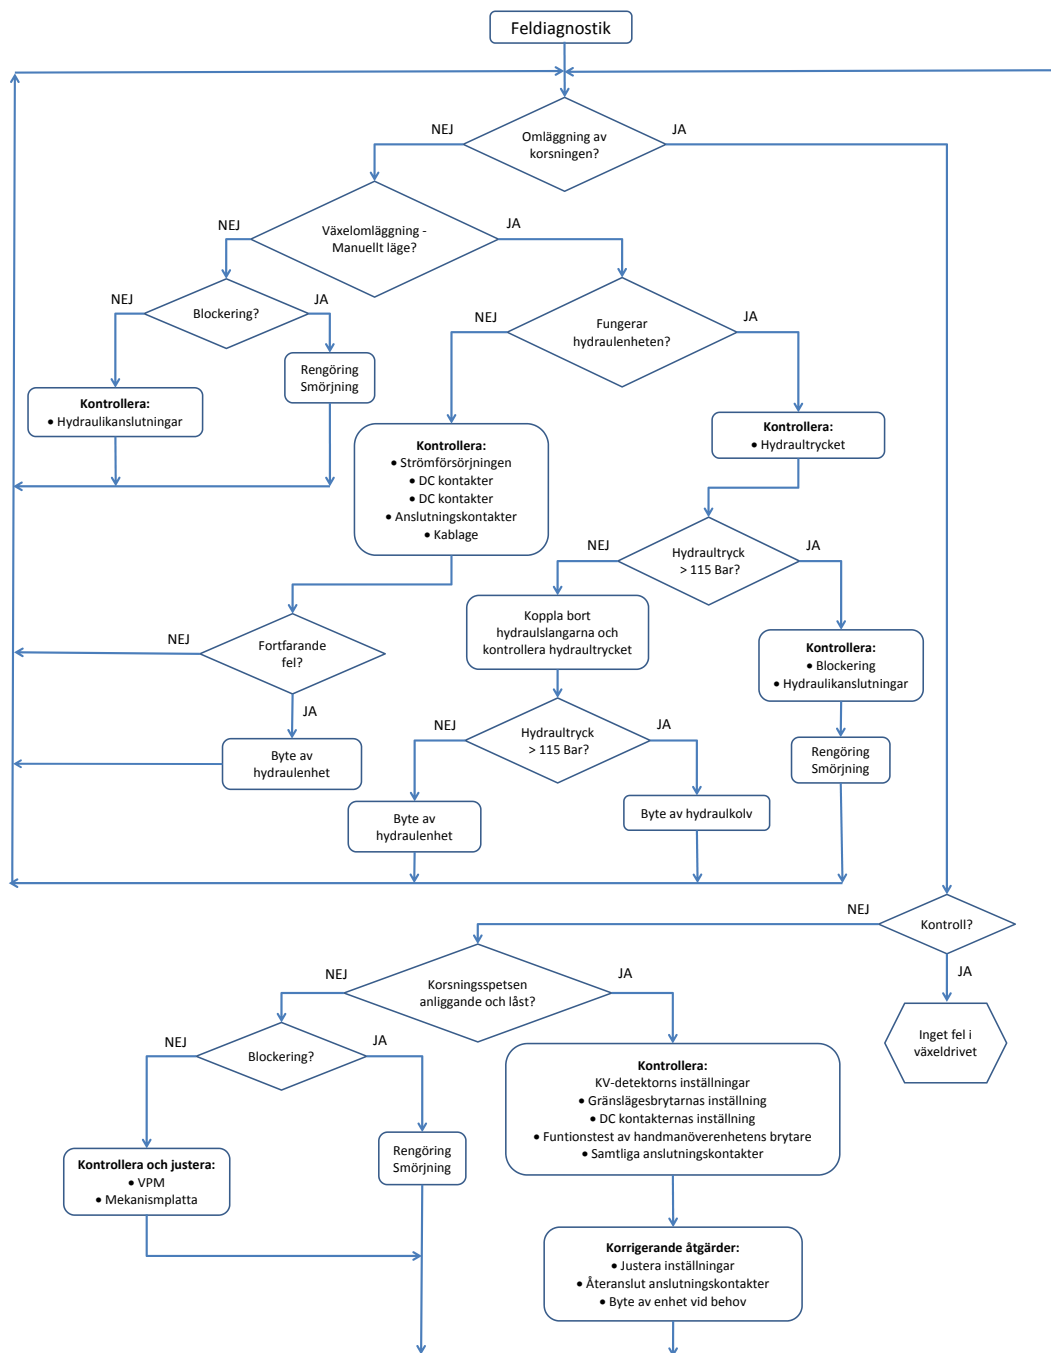 Feldiagnostik
NEJ
JA
Omläggning av
korsningen?
NEJ
JA
Växelomläggning -
Manuellt läge?
NEJ
JA
Blockering?
NEJ
JA
Fungerar
hydraulenheten?
Rengöring
Smörjning
Kontrollera:
• Hydraulikanslutningar
Kontrollera:
• Hydraultrycket
Kontrollera:
• Strömförsörjningen
• DC kontakter
• DC kontakter
• Anslutningskontakter
• Kablage
NEJ
JA
Hydraultryck
> 115 Bar?
Koppla bort
hydraulslangarna och
kontrollera hydraultrycket
NEJ
Fortfarande
fel?
JA
Kontrollera:
• Blockering
• Hydraulikanslutningar
NEJ
JA
Hydraultryck
> 115 Bar?
Byte av
hydraulenhet
Rengöring
Smörjning
Byte av
hydraulenhet
Byte av hydraulkolv
NEJ
Kontroll?
JA
NEJ
JA
Korsningsspetsen
anliggande och låst?
Inget fel i
växeldrivet
NEJ
JA
Blockering?
Kontrollera:
KV-detektorns inställningar
• Gränslägesbrytarnas inställning
• DC kontakternas inställning
• Funtionstest av handmanöverenhetens brytare
• Samtliga anslutningskontakter
Rengöring
Smörjning
Kontrollera och justera:
• VPM
• Mekanismplatta
Korrigerande åtgärder:
• Justera inställningar
• Återanslut anslutningskontakter
• Byte av enhet vid behov